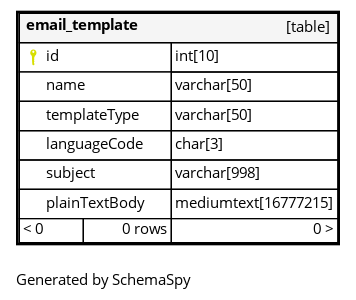 email_template [table]
id int[10]
name varchar[50]
templateType varchar[50]
languageCode char[3]
subject varchar[998]
plainTextBody mediumtext[16777215]
< 0 0 rows 0 >
Generated by SchemaSpy